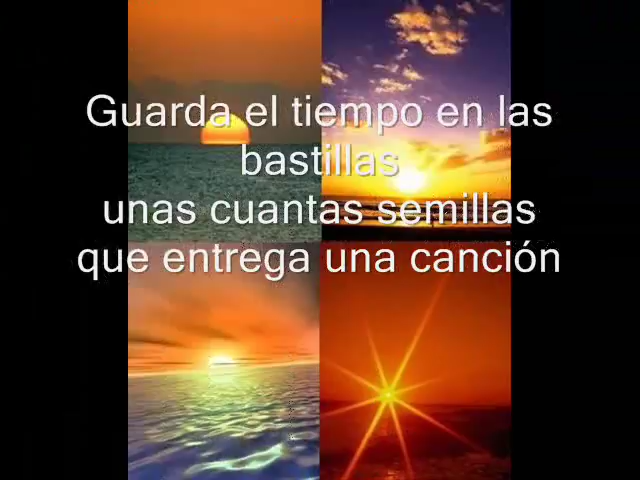 Guarda el tiempo en las
bastillas
unas cuantas semillas
que entrega una canción